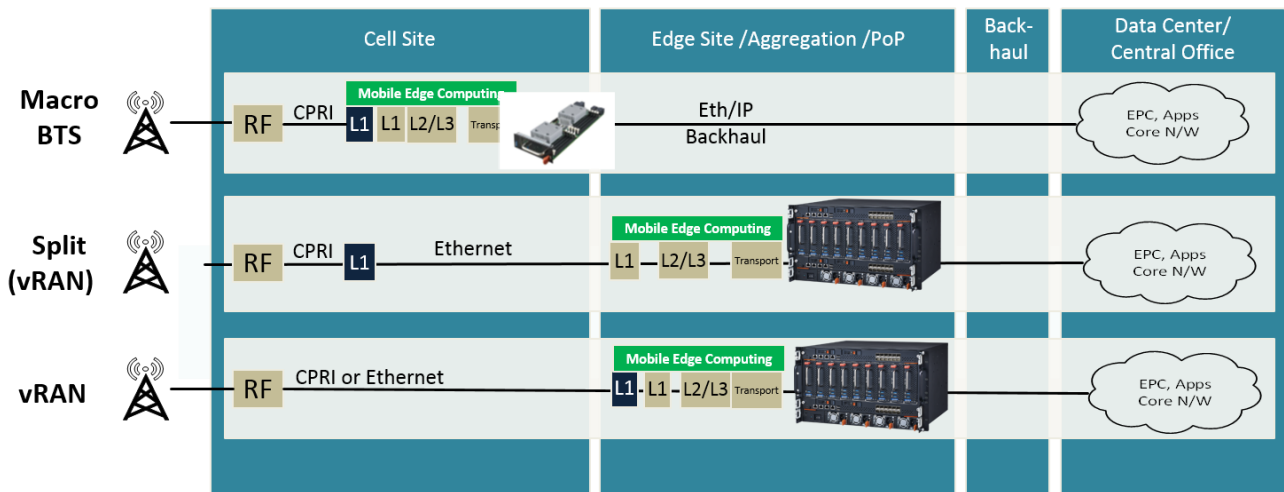 Cell Site
Edge Site /Aggregation /PoP
Back-
haul
Data Center/
Central Office
Macro
BTS
RF
CPRI
Mobile Edge Computing
L1
L1
L2/L3
Eth/IP
Backhaul
EPC, Apps
Core N/W
Split
(vRAN)
RF
CPRI
L1
Ethernet
Mobile Edge Computing
L1
L2/L3
Transport
EPC, Apps
Core N/W
vRAN
RF
CPRI or Ethernet
Mobile Edge Computing
L1
L1
L2/L3
Transport
EPC, Apps
Core N/W